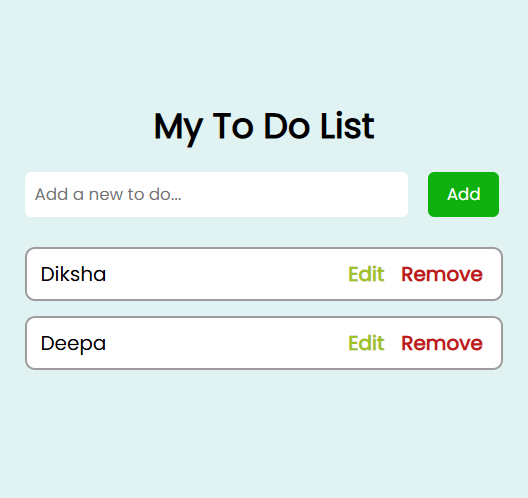 My To Do List
Add a new to do... Add
Diksha Edit Remove
Deepa Edit Remove